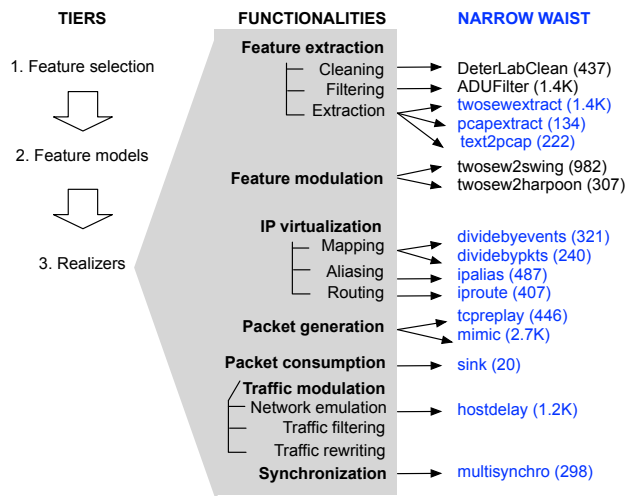 TIERS FUNCTIONALITIES NARROW WAIST
Feature extraction
1. Feature selection
Cleaning DeterLabClean (437)
Filtering ADUFilter (1.4K)
Extraction twosewextract (1.4K)
pcapextract (134)
text2pcap (222)
2. Feature models
Feature modulation twosew2swing (982)
twosew2harpoon (307)
IP virtualization
Mapping dividebyevents (321)
dividebypkts (240)
3. Realizers
Aliasing ipalias (487)
Routing iproute (407)
Packet generation tcpreplay (446)
mimic (2.7K)
Packet consumption sink (20)
Traffic modulation
Network emulation hostdelay (1.2K)
Traffic filtering
Traffic rewriting
Synchronization multisynchro (298)